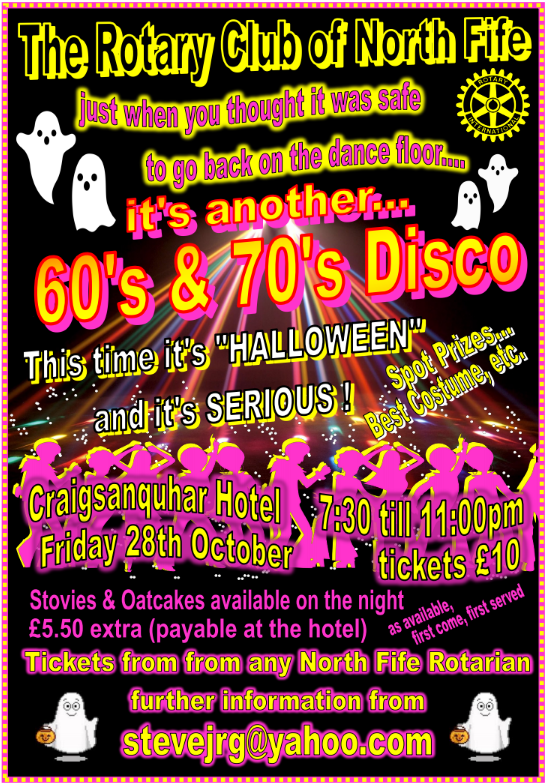 The Rotary Club of North Fife
ROTARY
INTERNATIONAL
just when you thought it was safe
to go back on the dance floor....
it's another...
60's & 70's Disco
This time it's "HALLOWEEN"
and it's SERIOUS !
Spot Prizes...
Best Costume, etc.
Craigsanquhar Hotel
Friday 28th October
7:30 till 11:00pm
tickets £10
Stovies & Oatcakes available on the night
£5.50 extra (payable at the hotel)
as available,
first come, first served
Tickets from from any North Fife Rotarian
further information from
stevejrg@yahoo.com